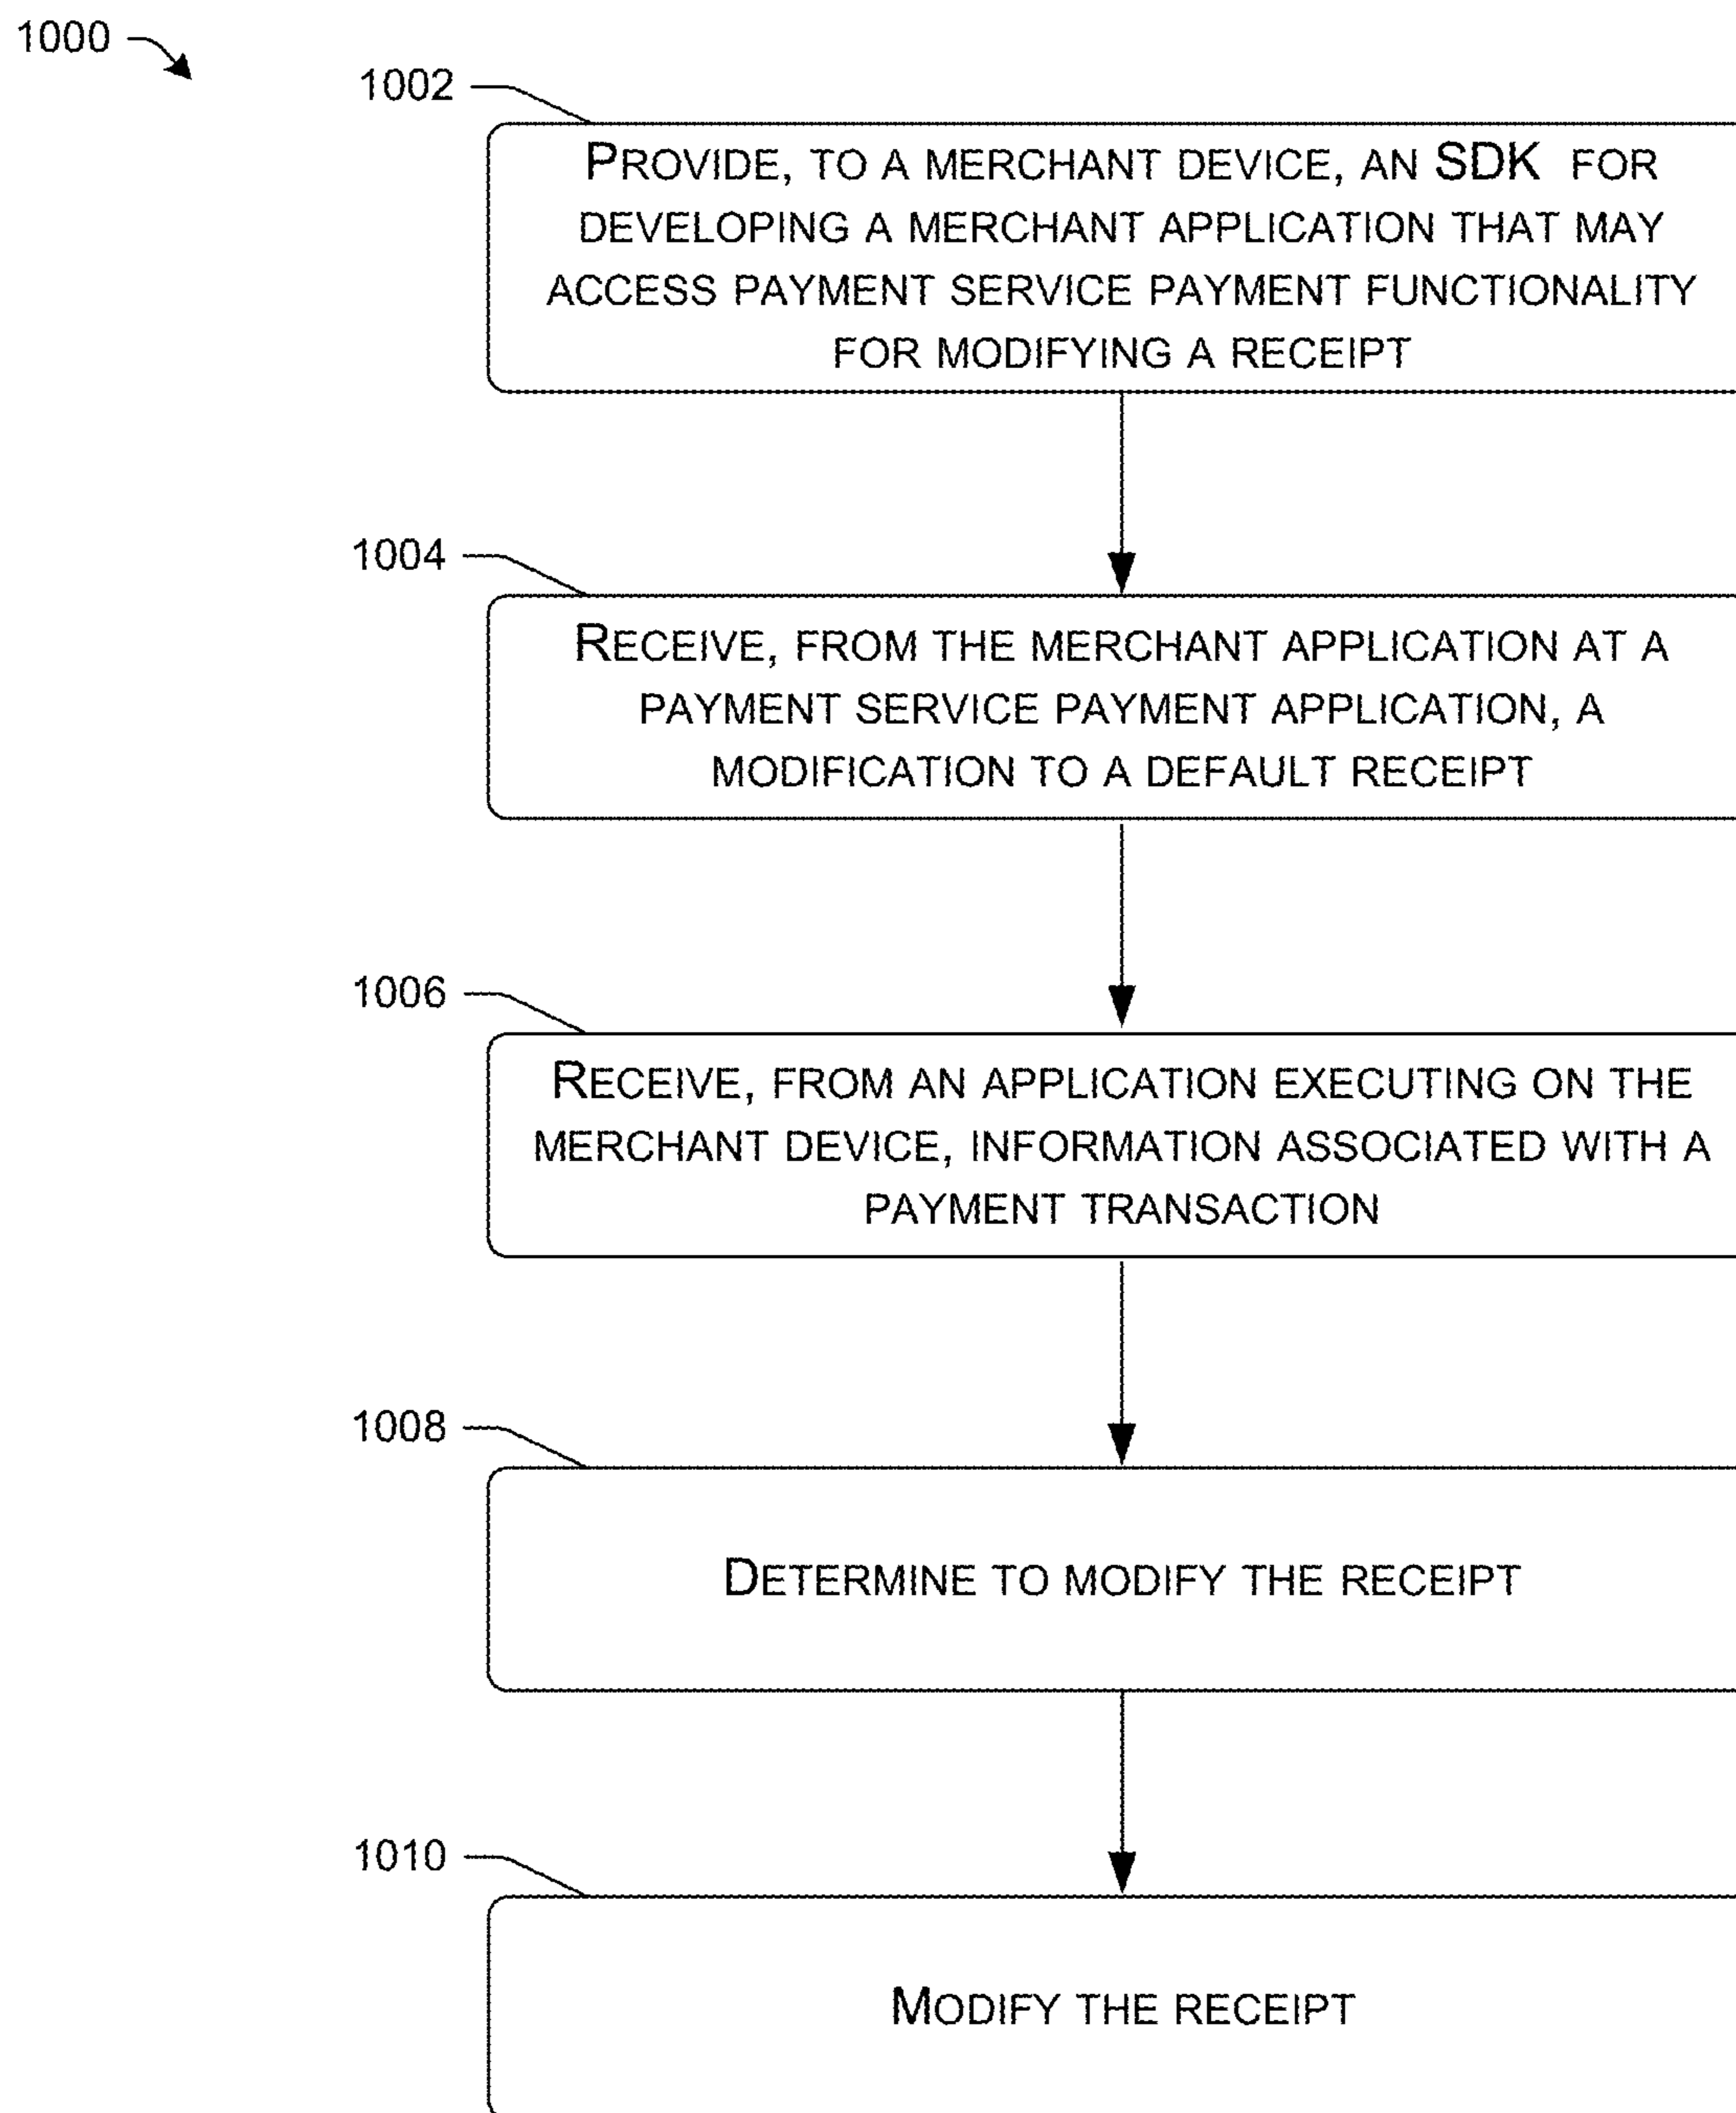 1000
1002
PROVIDE, TO A MERCHANT DEVICE, AN SDK FOR
DEVELOPING A MERCHANT APPLICATION THAT MAY
ACCESS PAYMENT SERVICE PAYMENT FUNCTIONALITY
FOR MODIFYING A RECEIPT
1004
RECEIVE, FROM THE MERCHANT APPLICATION AT A
PAYMENT SERVICE PAYMENT APPLICATION, A
MODIFICATION TO A DEFAULT RECEIPT
1006
RECEIVE, FROM AN APPLICATION EXECUTING ON THE
MERCHANT DEVICE, INFORMATION ASSOCIATED WITH A
PAYMENT TRANSACTION
1008
DETERMINE TO MODIFY THE RECEIPT
1010
MODIFY THE RECEIPT